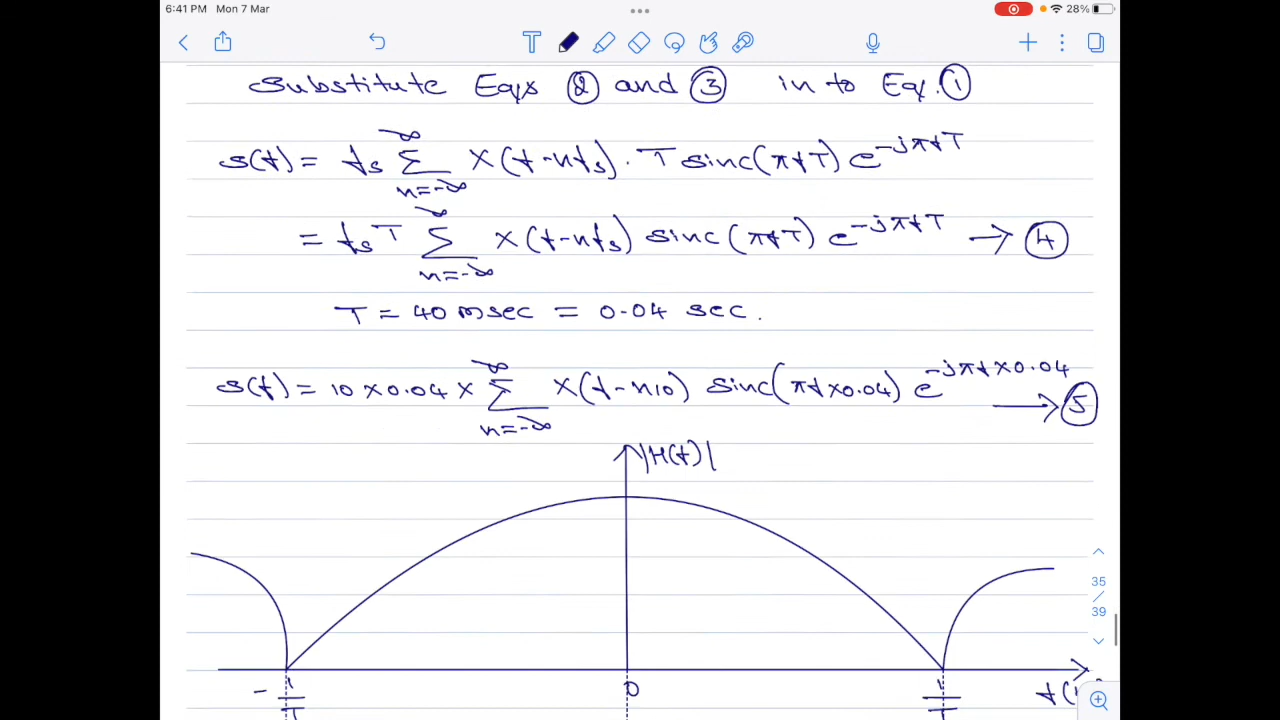 6:41 PM Mon 7 Mar
28%
Substitute Eqs ② and ③ in to Eq. ①
s(f) = fs ∞∑n=-∞ X(f-nfs) . T sinc(πfT) e^-jπfT
= fsT ∞∑n=-∞ X(f-nfs) sinc(πfT) e^-jπfT → ④
T = 40 msec = 0.04 sec.
s(f) = 10 × 0.04 × ∞∑n=-∞ X(f-n10) sinc(πf×0.04) e^-jπf×0.04 → ⑤
|H(f)|
35
/
39
-1/T 0 1/T